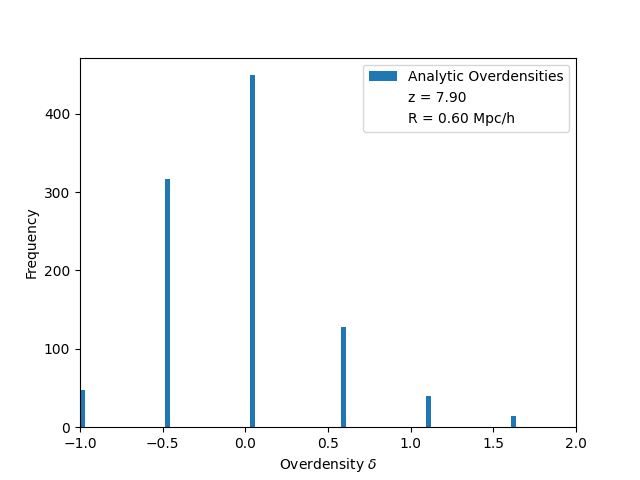 Analytic Overdensities
z = 7.90
R = 0.60 Mpc/h
400
300
200
100
0
Frequency
−1.0 −0.5 0.0 0.5 1.0 1.5 2.0
Overdensity δ